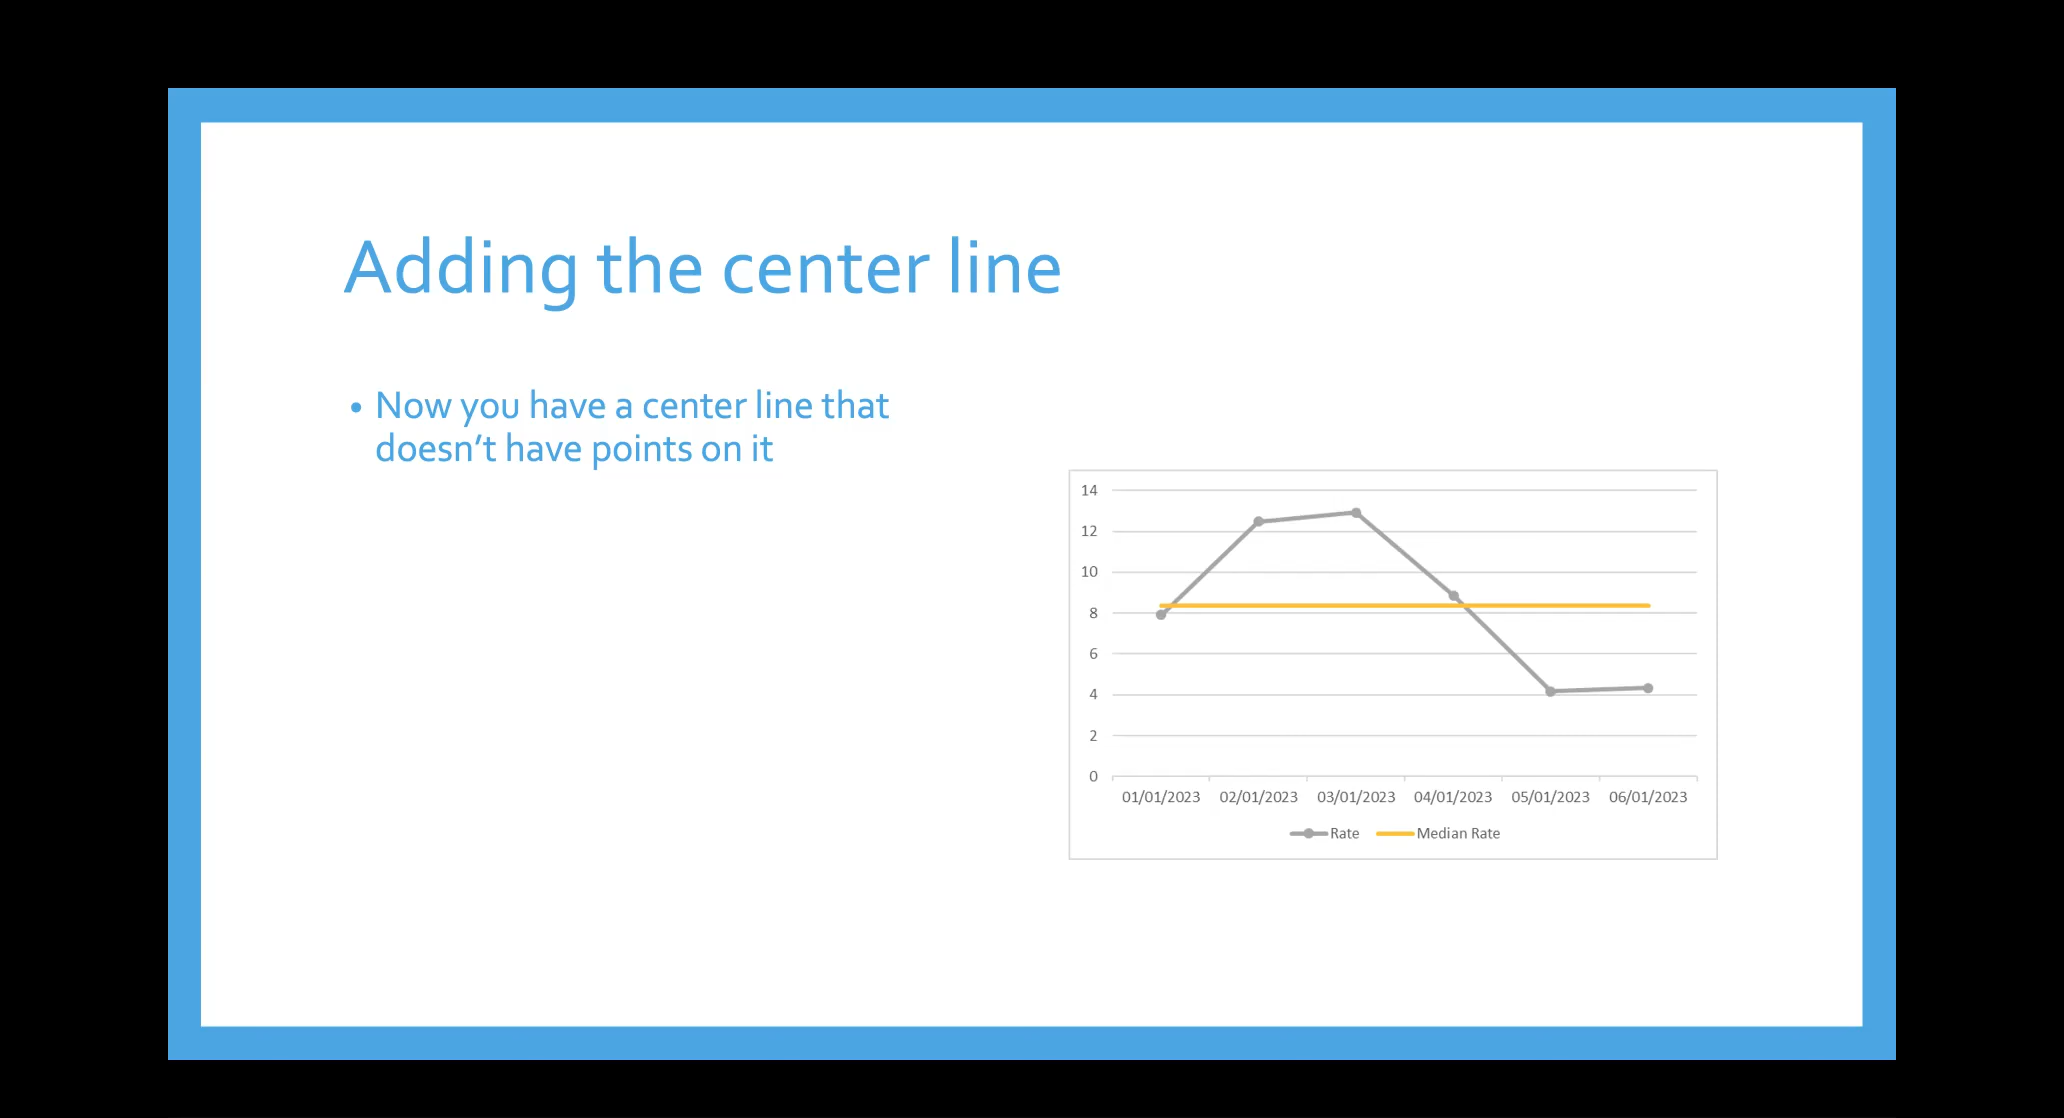 Adding the center line
• Now you have a center line that
doesn’t have points on it
14
12
10
8
6
4
2
0
01/01/2023 02/01/2023 03/01/2023 04/01/2023 05/01/2023 06/01/2023
Rate Median Rate